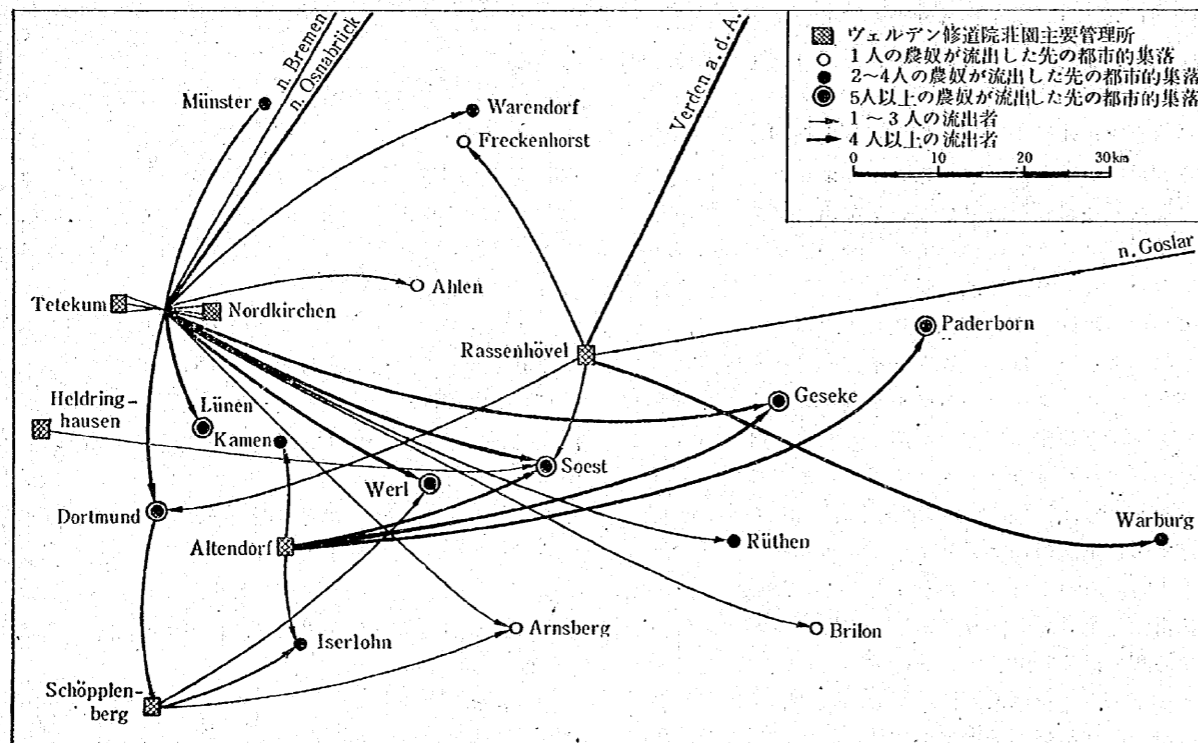 n. Bremen
n. Osnabrück
Verden a. d. A.
ヴェルデン修道院荘園主要管理所
1人の農奴が流出した先の都市的集落
2~4人の農奴が流出した先の都市的集落
5人以上の農奴が流出した先の都市的集落
1~3人の流出者
4人以上の流出者
0 10 20 30km
Münster
Warendorf
Freckenhorst
n. Goslar
Ahlen
Tetekum
Nordkirchen
Paderborn
Rassenhövel
Heldring-
hausen
Lünen
Geseke
Kamen
Soest
Werl
Dortmund
Warburg
Altendorf
Rüthen
Arnsberg
Brilon
Iserlohn
Schöpplen-
berg